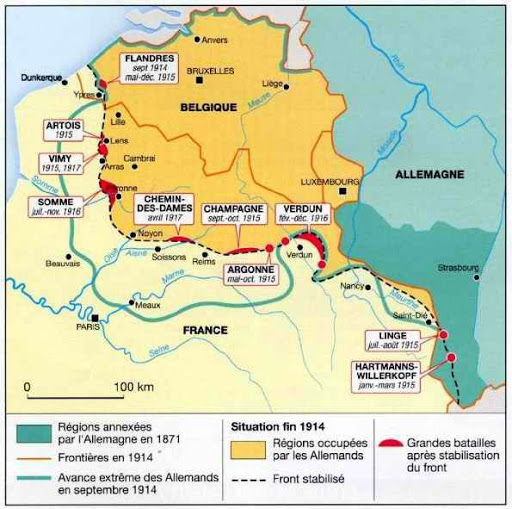 Anvers
FLANDRES
sept 1914
mai-déc. 1915
Dunkerque
BRUXELLES
Liège
Ypres
Rhin
BELGIQUE
Meuse
Lille
ARTOIS
1915
Lens
Moselle
VIMY
1915, 1917
Arras
Cambrai
ALLEMAGNE
Somme
LUXEMBOURG
SOMME
juil.-nov. 1916
CHEMIN-
DES-DAMES
avril 1917
CHAMPAGNE
sept.-oct. 1915
VERDUN
fév.-déc. 1916
Noyon
Oise
Aisne
Soissons
Reims
Verdun
Beauvais
ARGONNE
mai-oct. 1915
Strasbourg
Marne
Nancy
Meurthe
Meaux
Saint-Dié
PARIS
FRANCE
LINGE
juil.-août 1915
Seine
HARTMANNS-
WILLERKOPF
janv.-mars 1915
0 100 km
Régions annexées
par l'Allemagne en 1871
Frontières en 1914
Avance extrême des Allemands
en septembre 1914
Situation fin 1914
Régions occupées
par les Allemands
Front stabilisé
Grandes batailles
après stabilisation
du front